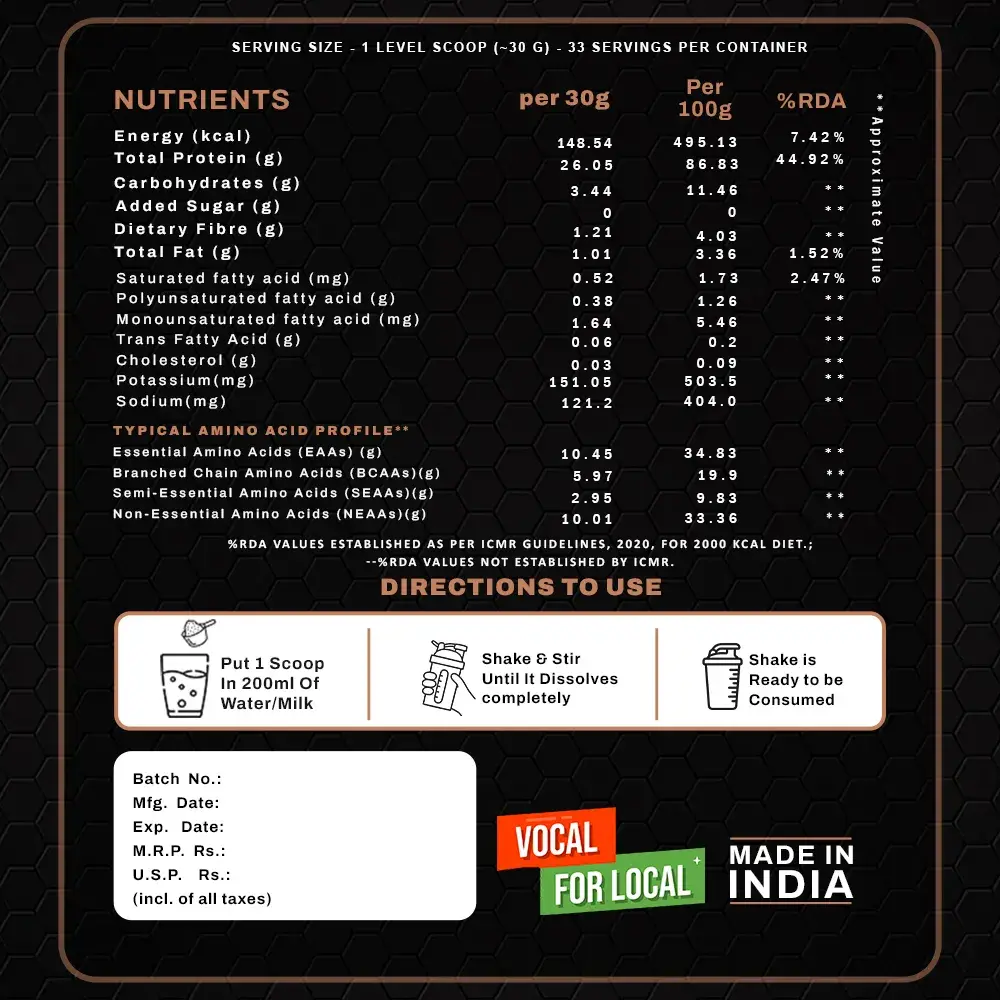 SERVING SIZE - 1 LEVEL SCOOP (~30 G) - 33 SERVINGS PER CONTAINER
NUTRIENTS per 30g Per 100g %RDA
Energy (kcal) 148.54 495.13 7.42%
Total Protein (g) 26.05 86.83 44.92%
Carbohydrates (g) 3.44 11.46 **
Added Sugar (g) 0 0 **
Dietary Fibre (g) 1.21 4.03 **
Total Fat (g) 1.01 3.36 1.52%
Saturated fatty acid (mg) 0.52 1.73 2.47%
Polyunsaturated fatty acid (g) 0.38 1.26 **
Monounsaturated fatty acid (mg) 1.64 5.46 **
Trans Fatty Acid (g) 0.06 0.2 **
Cholesterol (g) 0.03 0.09 **
Potassium(mg) 151.05 503.5 **
Sodium(mg) 121.2 404.0 **
**Approximate Value
TYPICAL AMINO ACID PROFILE**
Essential Amino Acids (EAAs) (g) 10.45 34.83 **
Branched Chain Amino Acids (BCAAs)(g) 5.97 19.9 **
Semi-Essential Amino Acids (SEAAs)(g) 2.95 9.83 **
Non-Essential Amino Acids (NEAAs)(g) 10.01 33.36 **
%RDA VALUES ESTABLISHED AS PER ICMR GUIDELINES, 2020, FOR 2000 KCAL DIET.;
--%RDA VALUES NOT ESTABLISHED BY ICMR.
DIRECTIONS TO USE
Put 1 Scoop
In 200ml Of
Water/Milk
Shake & Stir
Until It Dissolves
completely
Shake is
Ready to be
Consumed
Batch No.:
Mfg. Date:
Exp. Date:
M.R.P. Rs.:
U.S.P. Rs.:
(incl. of all taxes)
VOCAL
FOR LOCAL+
MADE IN
INDIA